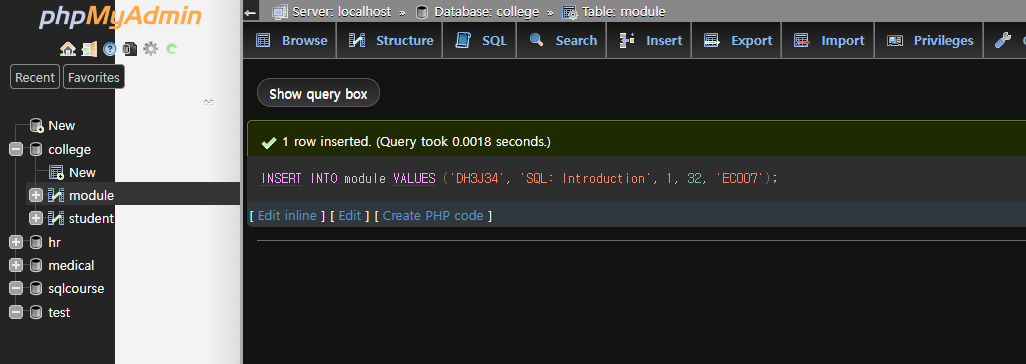 phpMyAdmin
Recent Favorites
New
college
New
module
student
hr
medical
sqlcourse
test
Server: localhost » Database: college » Table: module
Browse Structure SQL Search Insert Export Import Privileges
Show query box
1 row inserted. (Query took 0.0018 seconds.)
INSERT INTO module VALUES ('DH3J34', 'SQL: Introduction', 1, 32, 'EC007');
[ Edit inline ] [ Edit ] [ Create PHP code ]